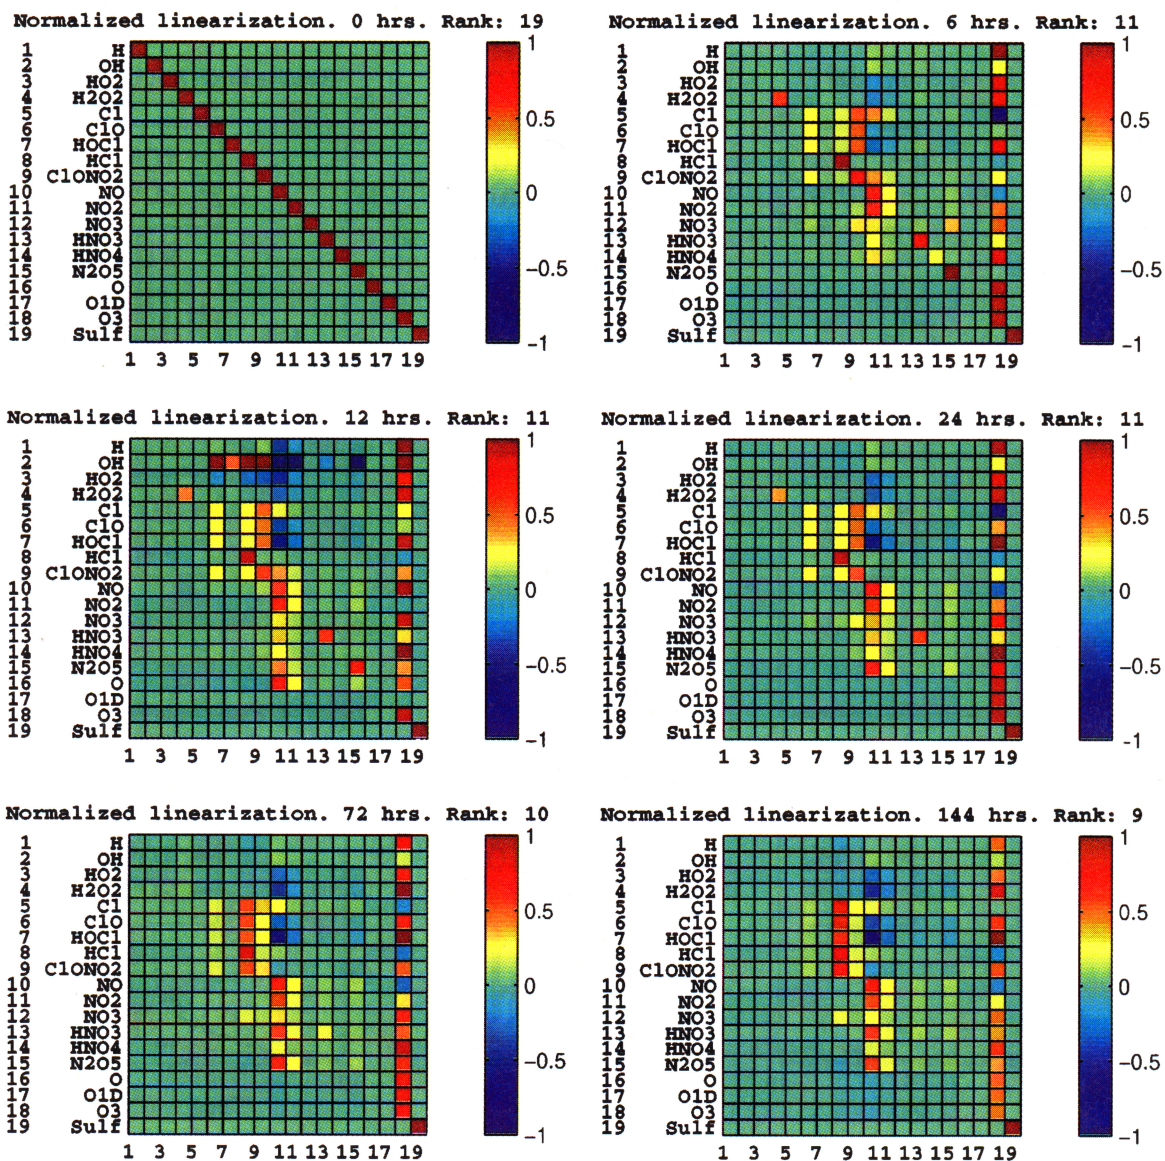 Normalized linearization. 0 hrs. Rank: 19
1 H
2 OH
3 HO2
4 H2O2
5 Cl
6 ClO
7 HOCl
8 HCl
9 ClONO2
10 NO
11 NO2
12 NO3
13 HNO3
14 HNO4
15 N2O5
16 O
17 O1D
18 O3
19 Sulf
1 3 5 7 9 11 13 15 17 19
1
0.5
0
−0.5
−1
Normalized linearization. 6 hrs. Rank: 11
1 H
2 OH
3 HO2
4 H2O2
5 Cl
6 ClO
7 HOCl
8 HCl
9 ClONO2
10 NO
11 NO2
12 NO3
13 HNO3
14 HNO4
15 N2O5
16 O
17 O1D
18 O3
19 Sulf
1 3 5 7 9 11 13 15 17 19
1
0.5
0
−0.5
−1
Normalized linearization. 12 hrs. Rank: 11
1 H
2 OH
3 HO2
4 H2O2
5 Cl
6 ClO
7 HOCl
8 HCl
9 ClONO2
10 NO
11 NO2
12 NO3
13 HNO3
14 HNO4
15 N2O5
16 O
17 O1D
18 O3
19 Sulf
1 3 5 7 9 11 13 15 17 19
1
0.5
0
−0.5
−1
Normalized linearization. 24 hrs. Rank: 11
1 H
2 OH
3 HO2
4 H2O2
5 Cl
6 ClO
7 HOCl
8 HCl
9 ClONO2
10 NO
11 NO2
12 NO3
13 HNO3
14 HNO4
15 N2O5
16 O
17 O1D
18 O3
19 Sulf
1 3 5 7 9 11 13 15 17 19
1
0.5
0
−0.5
-1
Normalized linearization. 72 hrs. Rank: 10
1 H
2 OH
3 HO2
4 H2O2
5 Cl
6 ClO
7 HOCl
8 HCl
9 ClONO2
10 NO
11 NO2
12 NO3
13 HNO3
14 HNO4
15 N2O5
16 O
17 O1D
18 O3
19 Sulf
1 3 5 7 9 11 13 15 17 19
1
0.5
0
−0.5
−1
Normalized linearization. 144 hrs. Rank: 9
1 H
2 OH
3 HO2
4 H2O2
5 Cl
6 ClO
7 HOCl
8 HCl
9 ClONO2
10 NO
11 NO2
12 NO3
13 HNO3
14 HNO4
15 N2O5
16 O
17 O1D
18 O3
19 Sulf
1 3 5 7 9 11 13 15 17 19
1
0.5
0
−0.5
−1